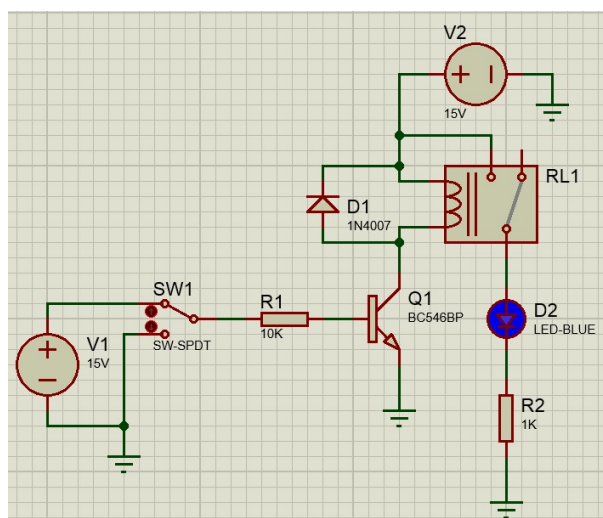 V2
+ −
15V
RL1
D1
1N4007
SW1
R1
Q1
BC546BP
D2
LED-BLUE
10K
V1
15V
+
−
SW-SPDT
R2
1K